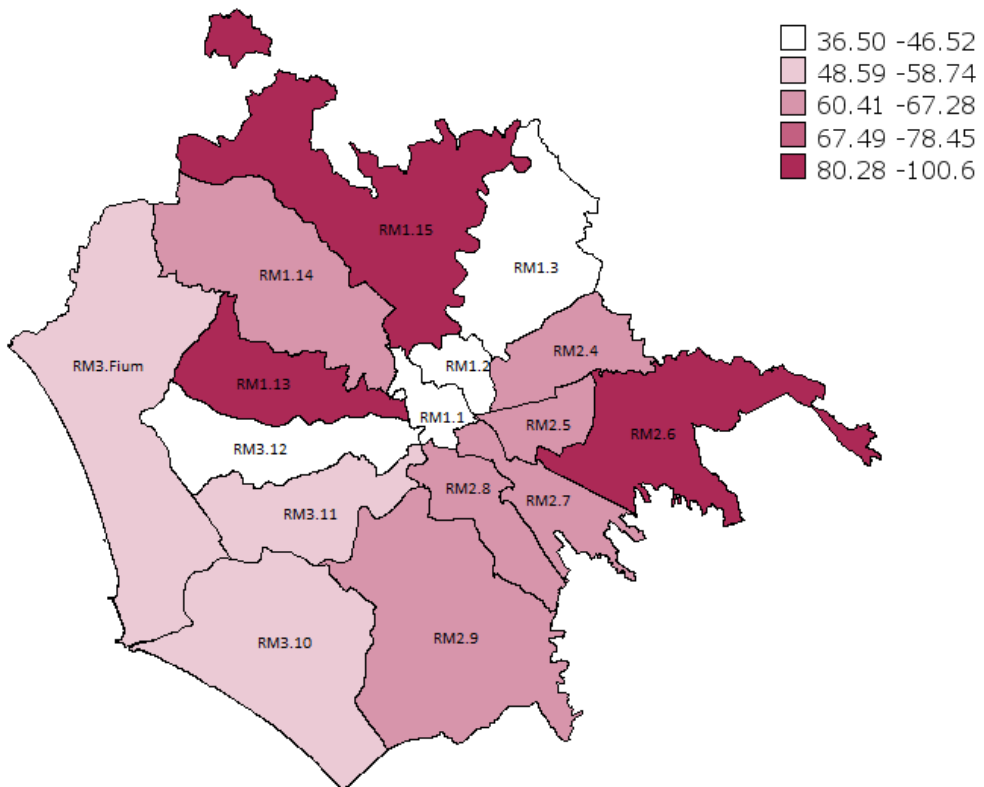 36.50 -46.52
48.59 -58.74
60.41 -67.28
67.49 -78.45
80.28 -100.6
RM1.15
RM1.3
RM1.14
RM2.4
RM3.Fium
RM1.2
RM1.13
RM1.1
RM2.5
RM2.6
RM3.12
RM2.8
RM2.7
RM3.11
RM3.10
RM2.9